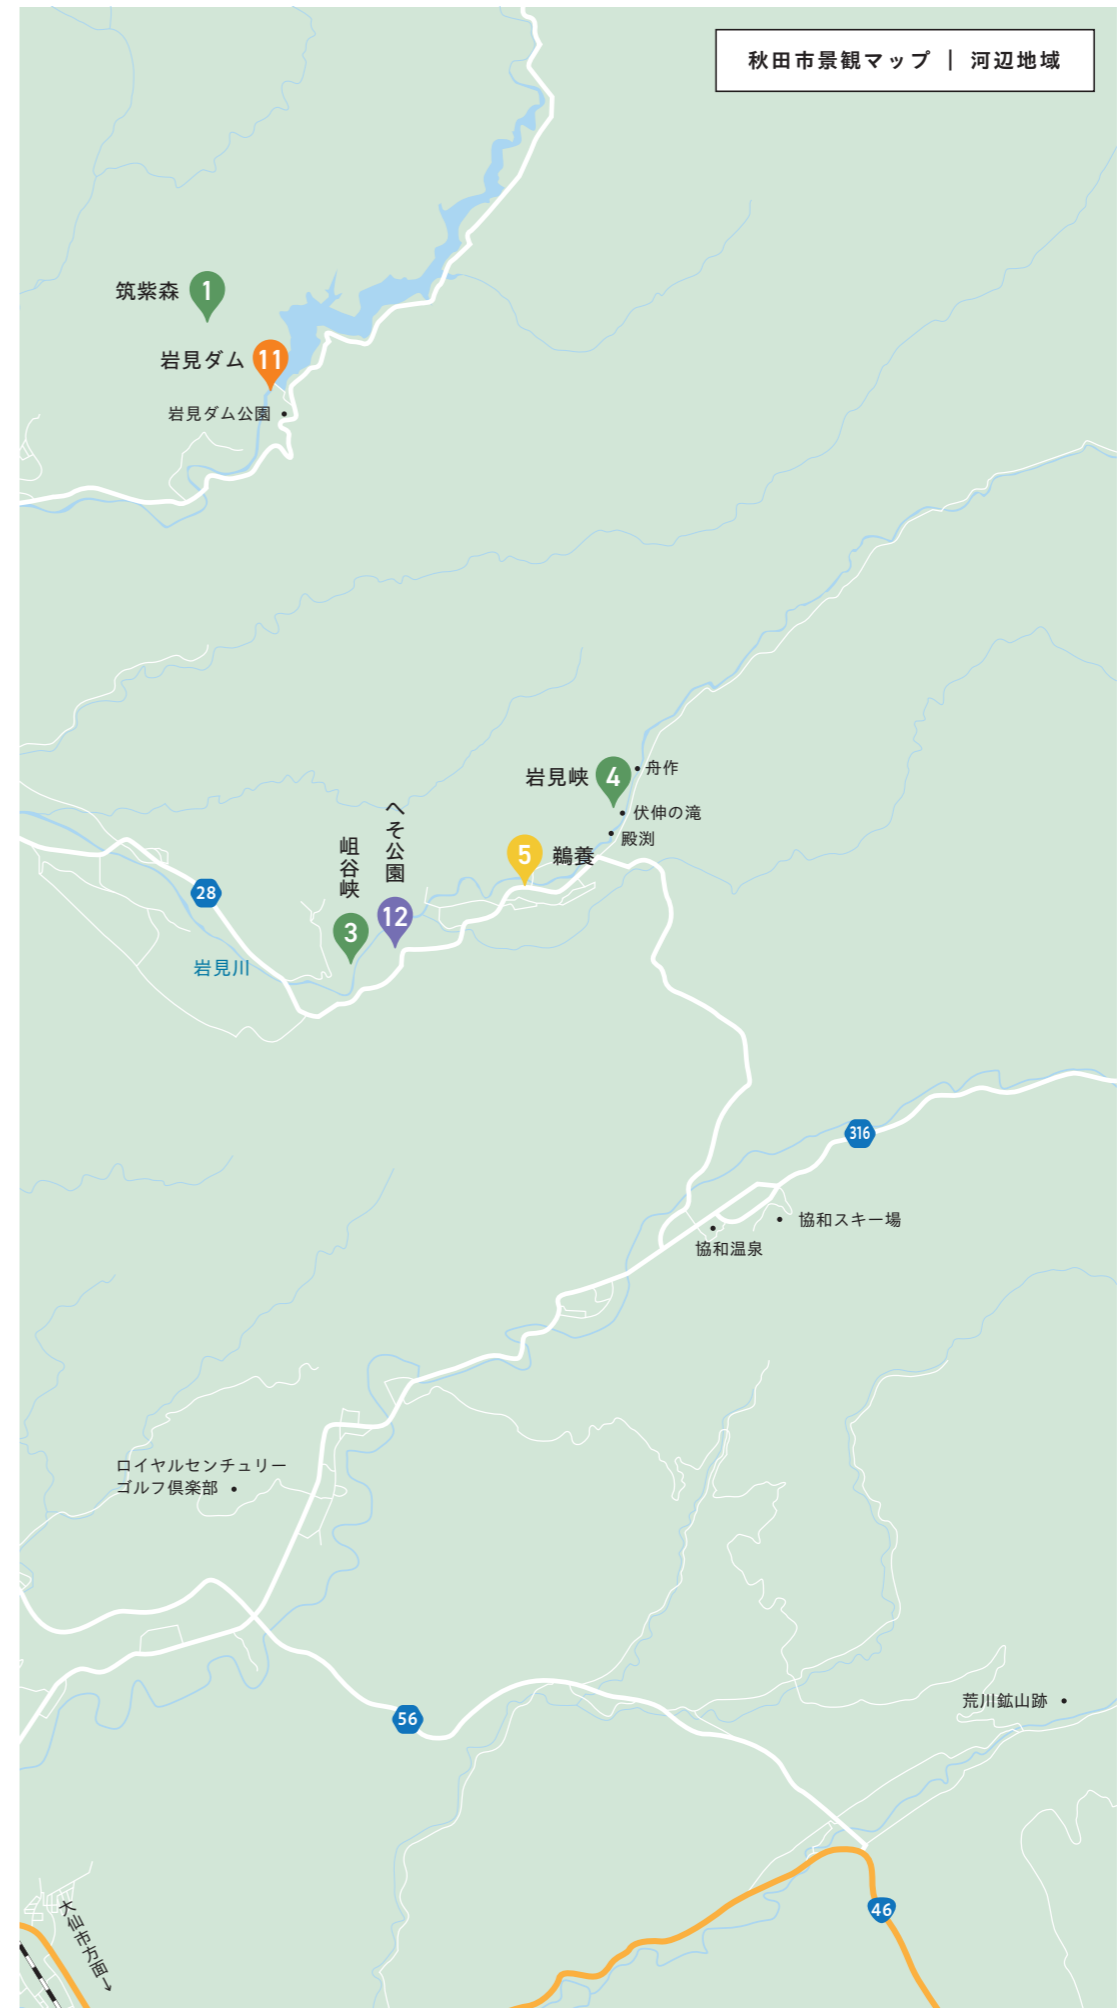 秋田市景観マップ | 河辺地域
筑紫森 1
岩見ダム 11
岩見ダム公園
岩見峡 4
舟作
伏伸の滝
殿渕
5 鵜養
へそ公園
12
岨谷峡
3
28
岩見川
316
協和スキー場
協和温泉
ロイヤルセンチュリー
ゴルフ倶楽部
荒川鉱山跡
56
46
大仙市方面↓